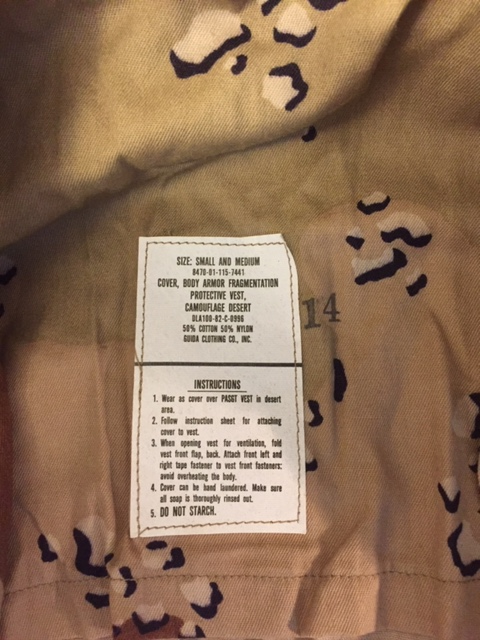 SIZE: SMALL AND MEDIUM
8470-01-115-7441
COVER, BODY ARMOR FRAGMENTATION
PROTECTIVE VEST,
CAMOUFLAGE DESERT
DLA100-82-C-0996
50% COTTON 50% NYLON
GUIDA CLOTHING CO., INC.
14
INSTRUCTIONS
1. Wear as cover over PASGT VEST in desert
area.
2. Follow instruction sheet for attaching
cover to vest.
3. When opening vest for ventilation, fold
vest front flap, back. Attach front left and
right tape fastener to vest front fasteners:
avoid overheating the body.
4. Cover can be hand laundered. Make sure
all soap is thoroughly rinsed out.
5. DO NOT STARCH.